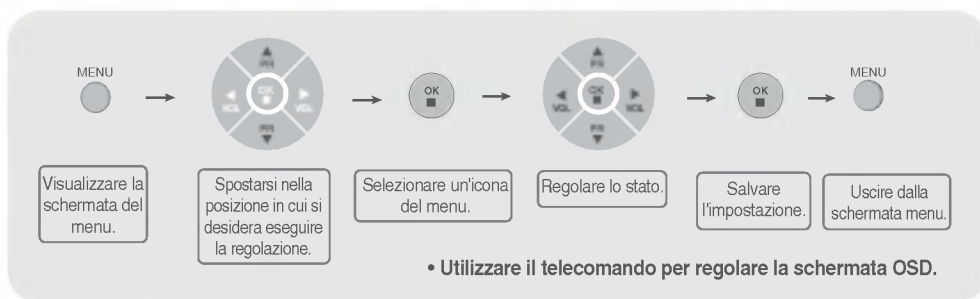 MENU
MENU
PR
OK
VOL
VOL
PR
OK
PR
OK
VOL
VOL
PR
OK
Visualizzare la
schermata del
menu.
Spostarsi nella
posizione in cui si
desidera eseguire
la regolazione.
Selezionare un'icona
del menu.
Regolare lo stato.
Salvare
l'impostazione.
Uscire dalla
schermata menu.
• Utilizzare il telecomando per regolare la schermata OSD.